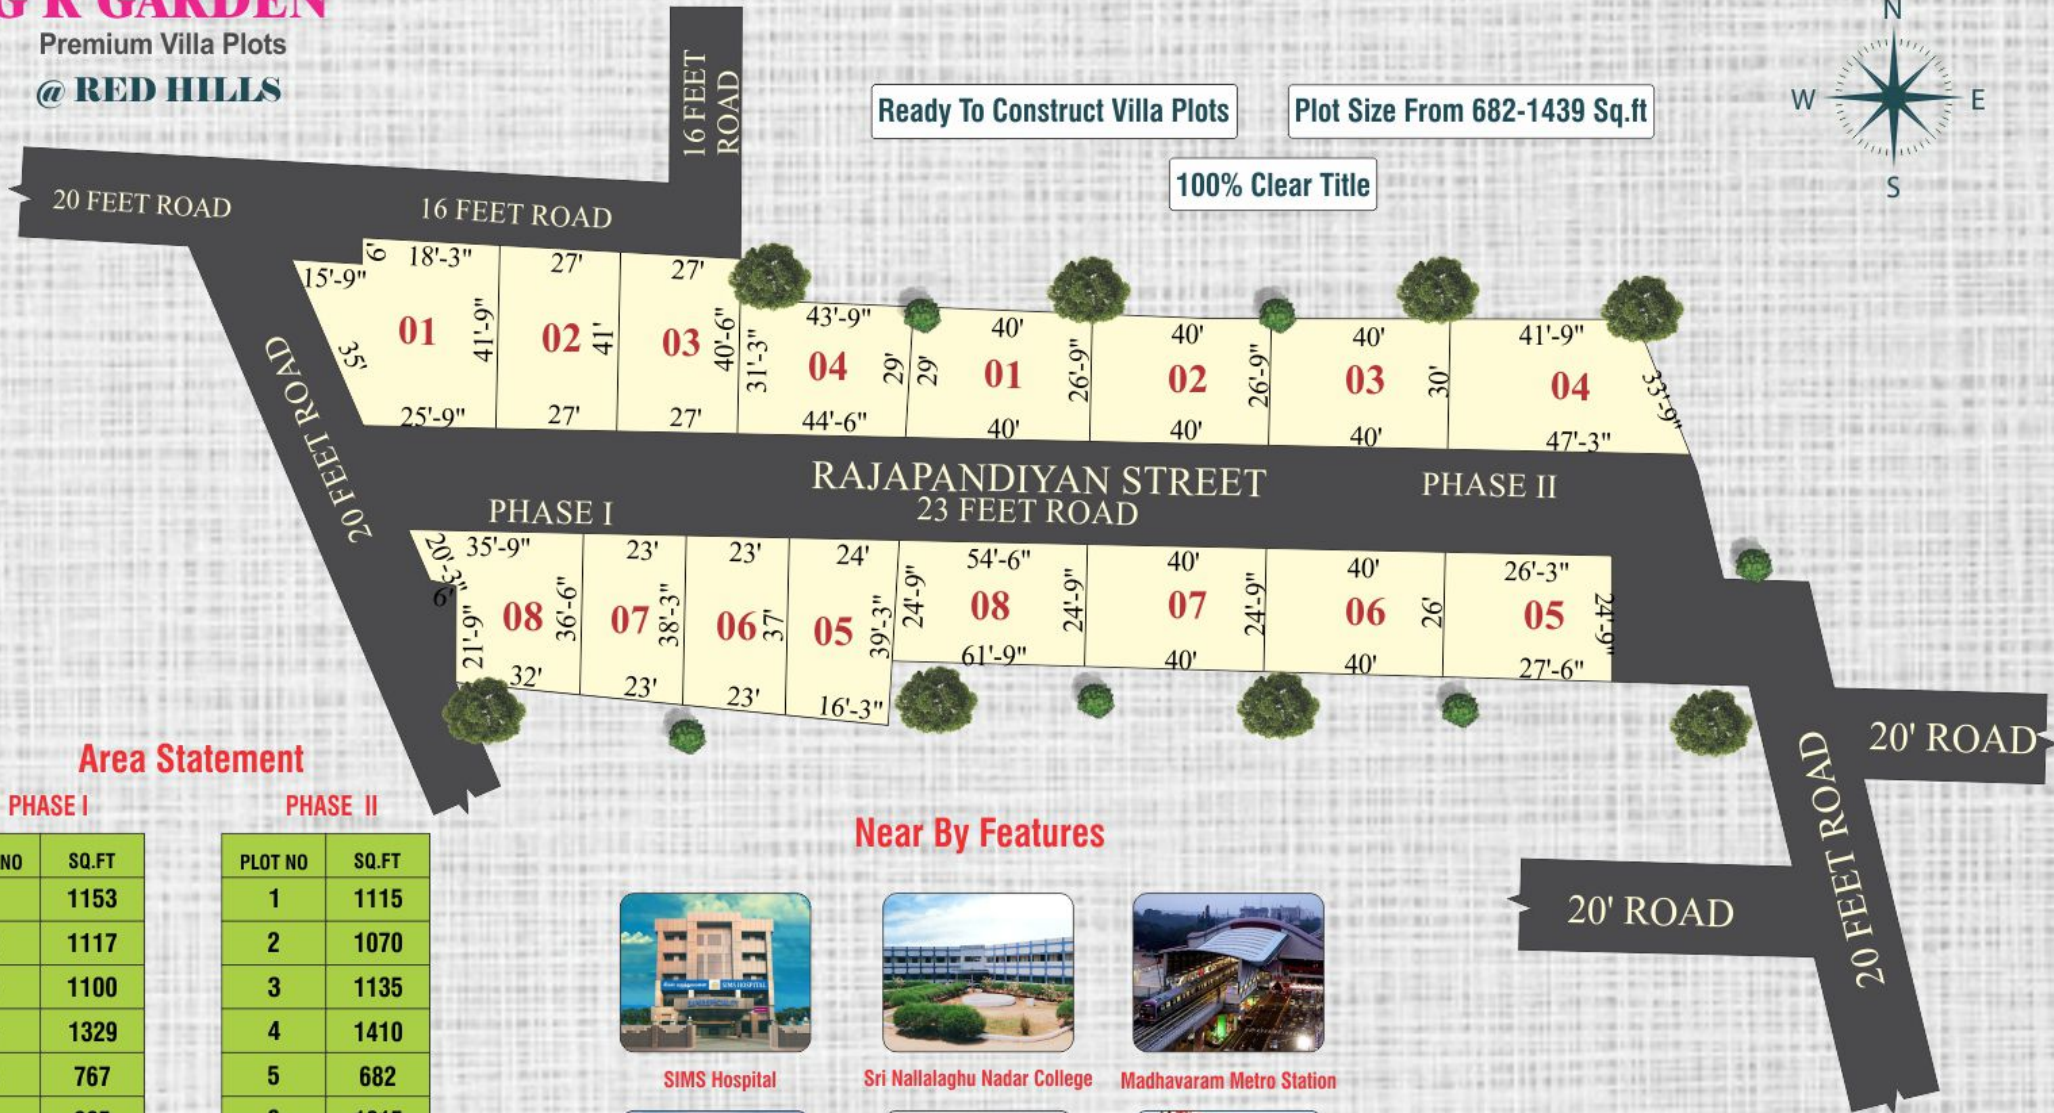 G R GARDEN
Premium Villa Plots
@ RED HILLS
16 FEET
ROAD
Ready To Construct Villa Plots
Plot Size From 682-1439 Sq.ft
100% Clear Title
N
W
E
S
20 FEET ROAD
16 FEET ROAD
20 FEET ROAD
15'-9"
6'
18'-3"
01
41'-9"
35'
25'-9"
27'
02
41'
27'
27'
03
40'-6"
27'
31'-3"
43'-9"
04
29'
44'-6"
29'
40'
01
26'-9"
40'
40'
02
26'-9"
40'
40'
03
30'
40'
41'-9"
04
33'-9"
47'-3"
RAJAPANDIYAN STREET
23 FEET ROAD
PHASE I
PHASE II
20'-3"
6'
35'-9"
08
21'-9"
36'-6"
32'
23'
07
38'-3"
23'
23'
06
37'
23'
24'
05
39'-3"
16'-3"
24'-9"
54'-6"
08
24'-9"
61'-9"
40'
07
24'-9"
40'
40'
06
26'
40'
26'-3"
05
24'-9"
27'-6"
20' ROAD
20' ROAD
20 FEET ROAD
Area Statement
PHASE I
NO SQ.FT
1153
1117
1100
1329
767
PHASE II
PLOT NO SQ.FT
1 1115
2 1070
3 1135
4 1410
5 682
Near By Features
SIMS HOSPITAL
SIMS Hospital
Sri Nallalaghu Nadar College
Madhavaram Metro Station